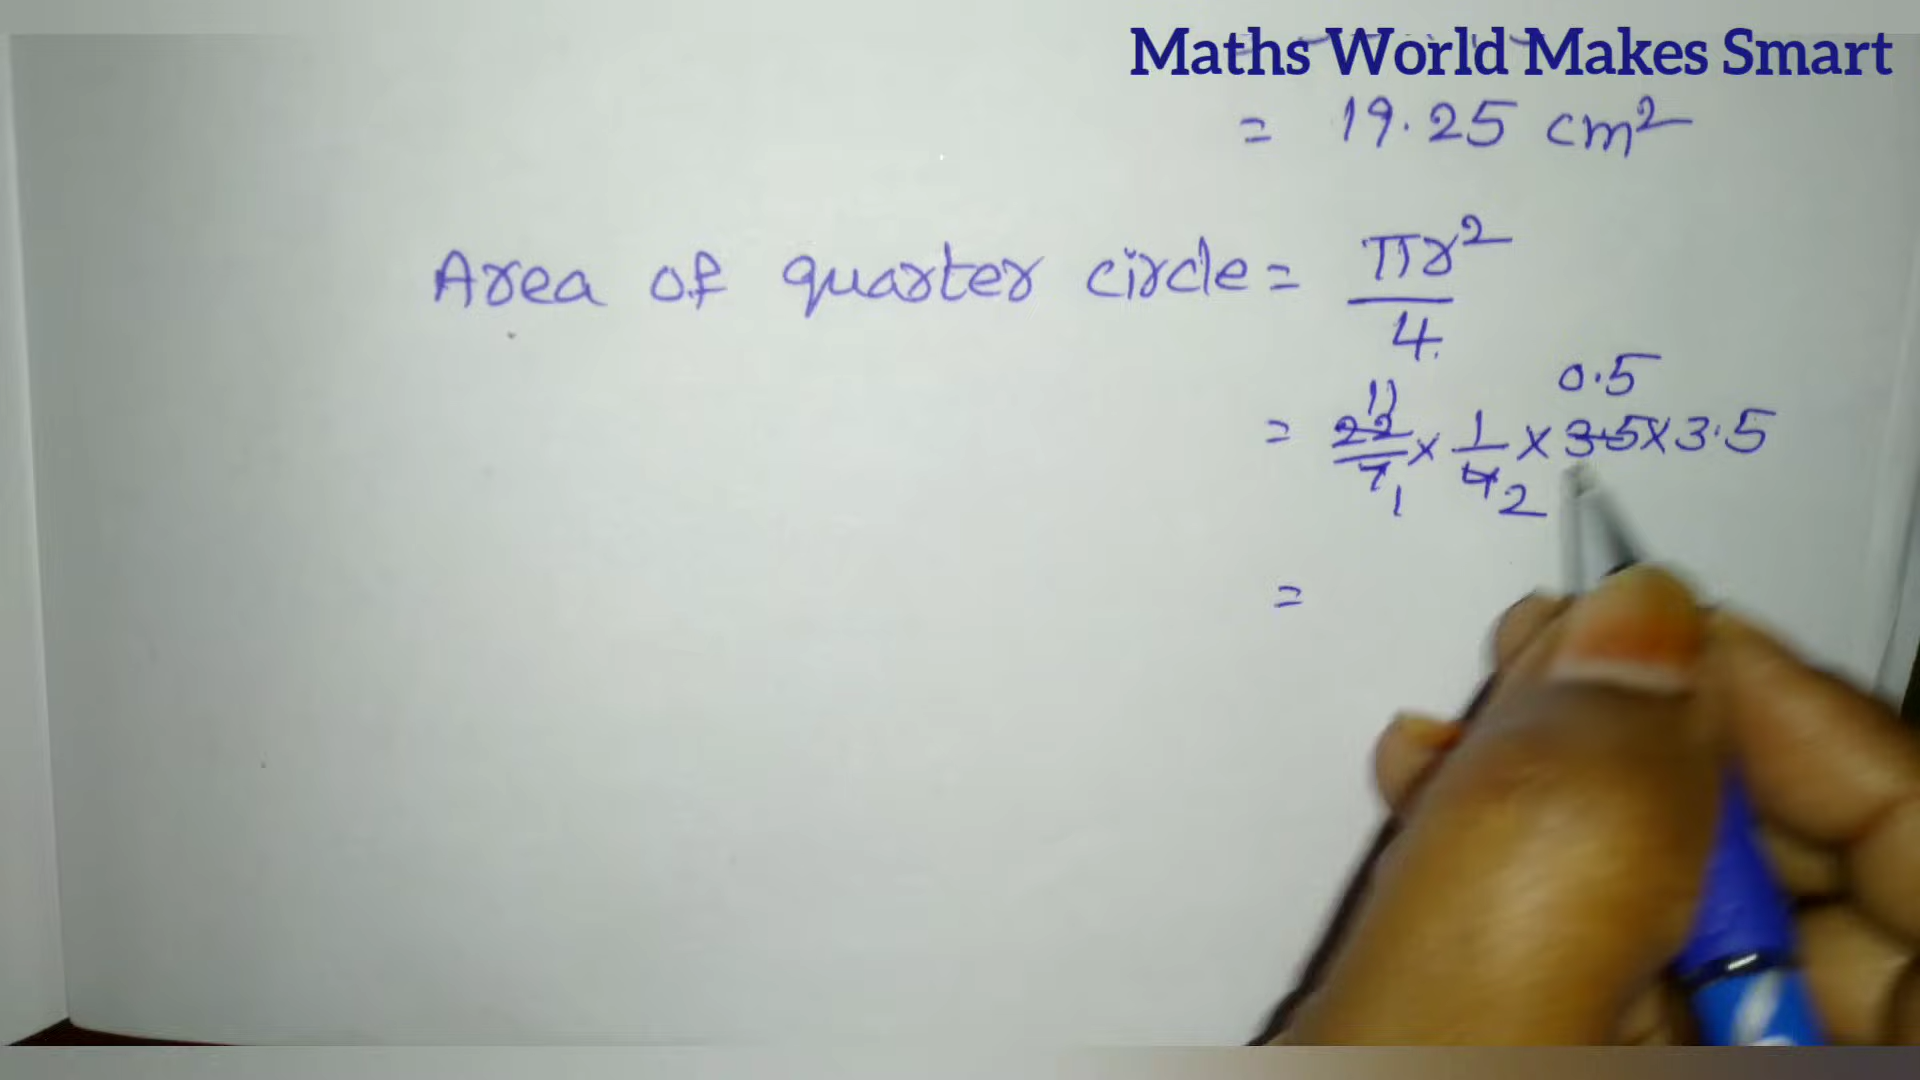 Maths World Makes Smart
= 19.25 cm²
Area of quarter circle = πr²/4
= 22/7 × 1/4 × 3.5 × 3.5
11 0.5
1 2
=